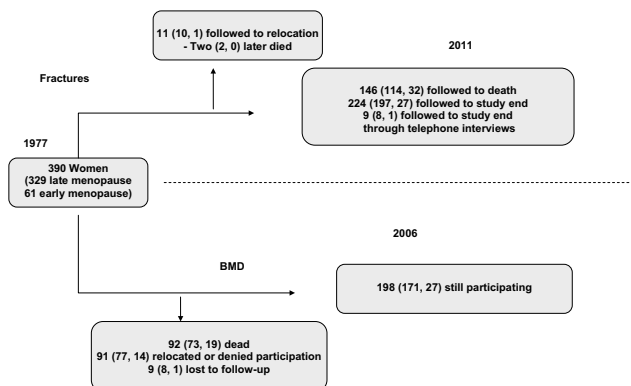 11 (10, 1) followed to relocation
- Two (2, 0) later died
2011
Fractures
146 (114, 32) followed to death
224 (197, 27) followed to study end
9 (8, 1) followed to study end
through telephone interviews
1977
390 Women
(329 late menopause
61 early menopause)
2006
BMD
198 (171, 27) still participating
92 (73, 19) dead
91 (77, 14) relocated or denied participation
9 (8, 1) lost to follow-up